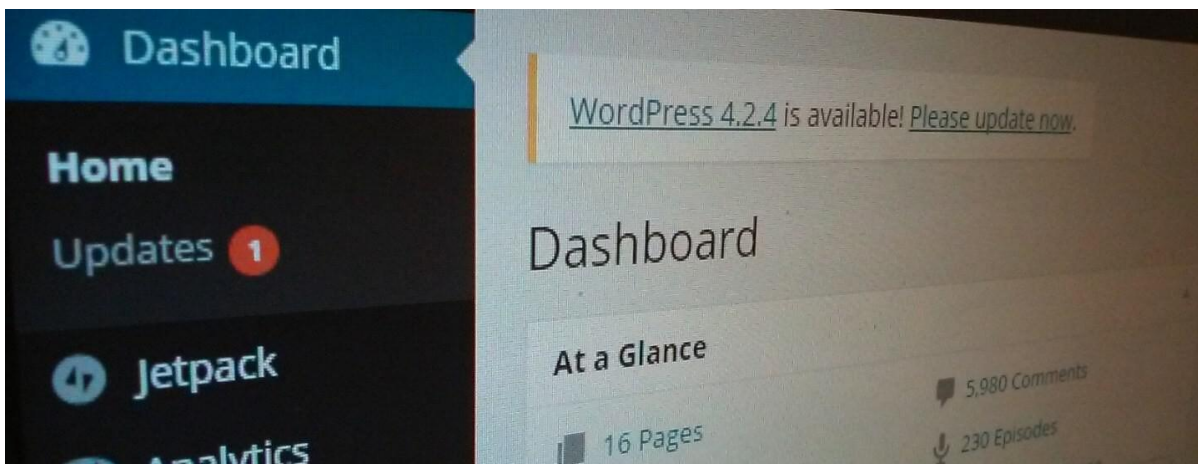 Dashboard
WordPress 4.2.4 is available! Please update now.
Home
Updates 1
Dashboard
Jetpack
At a Glance
5,980 Comments
16 Pages
230 Episodes
Analytics